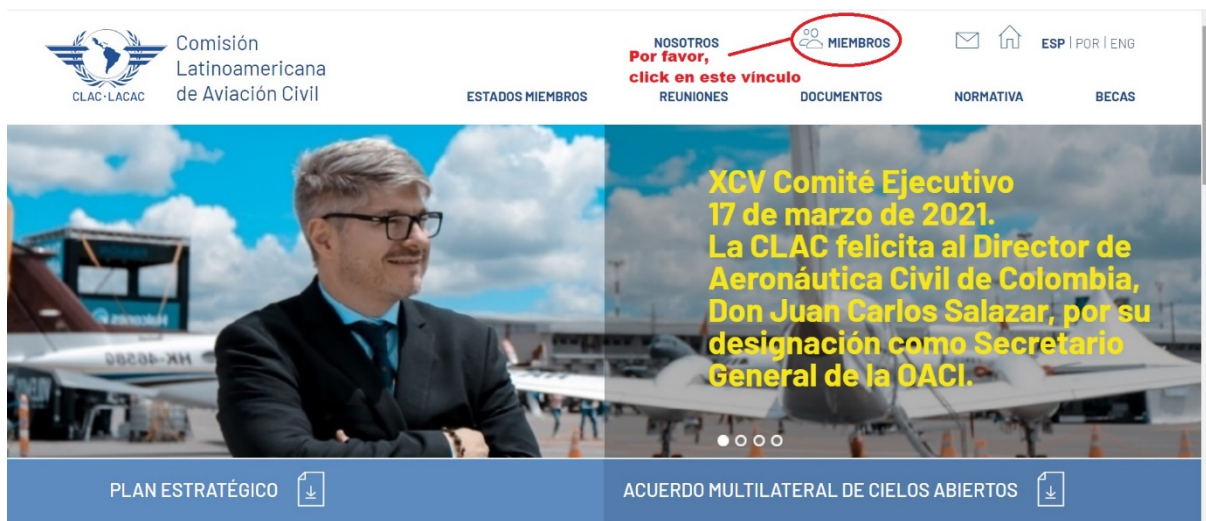 Comisión
Latinoamericana
de Aviación Civil
CLAC·LACAC
NOSOTROS
MIEMBROS
ESP | POR | ENG
Por favor,
click en este vínculo
ESTADOS MIEMBROS
REUNIONES
DOCUMENTOS
NORMATIVA
BECAS
XCV Comité Ejecutivo
17 de marzo de 2021.
La CLAC felicita al Director de
Aeronáutica Civil de Colombia,
Don Juan Carlos Salazar, por su
designación como Secretario
General de la OACI.
PLAN ESTRATÉGICO
ACUERDO MULTILATERAL DE CIELOS ABIERTOS